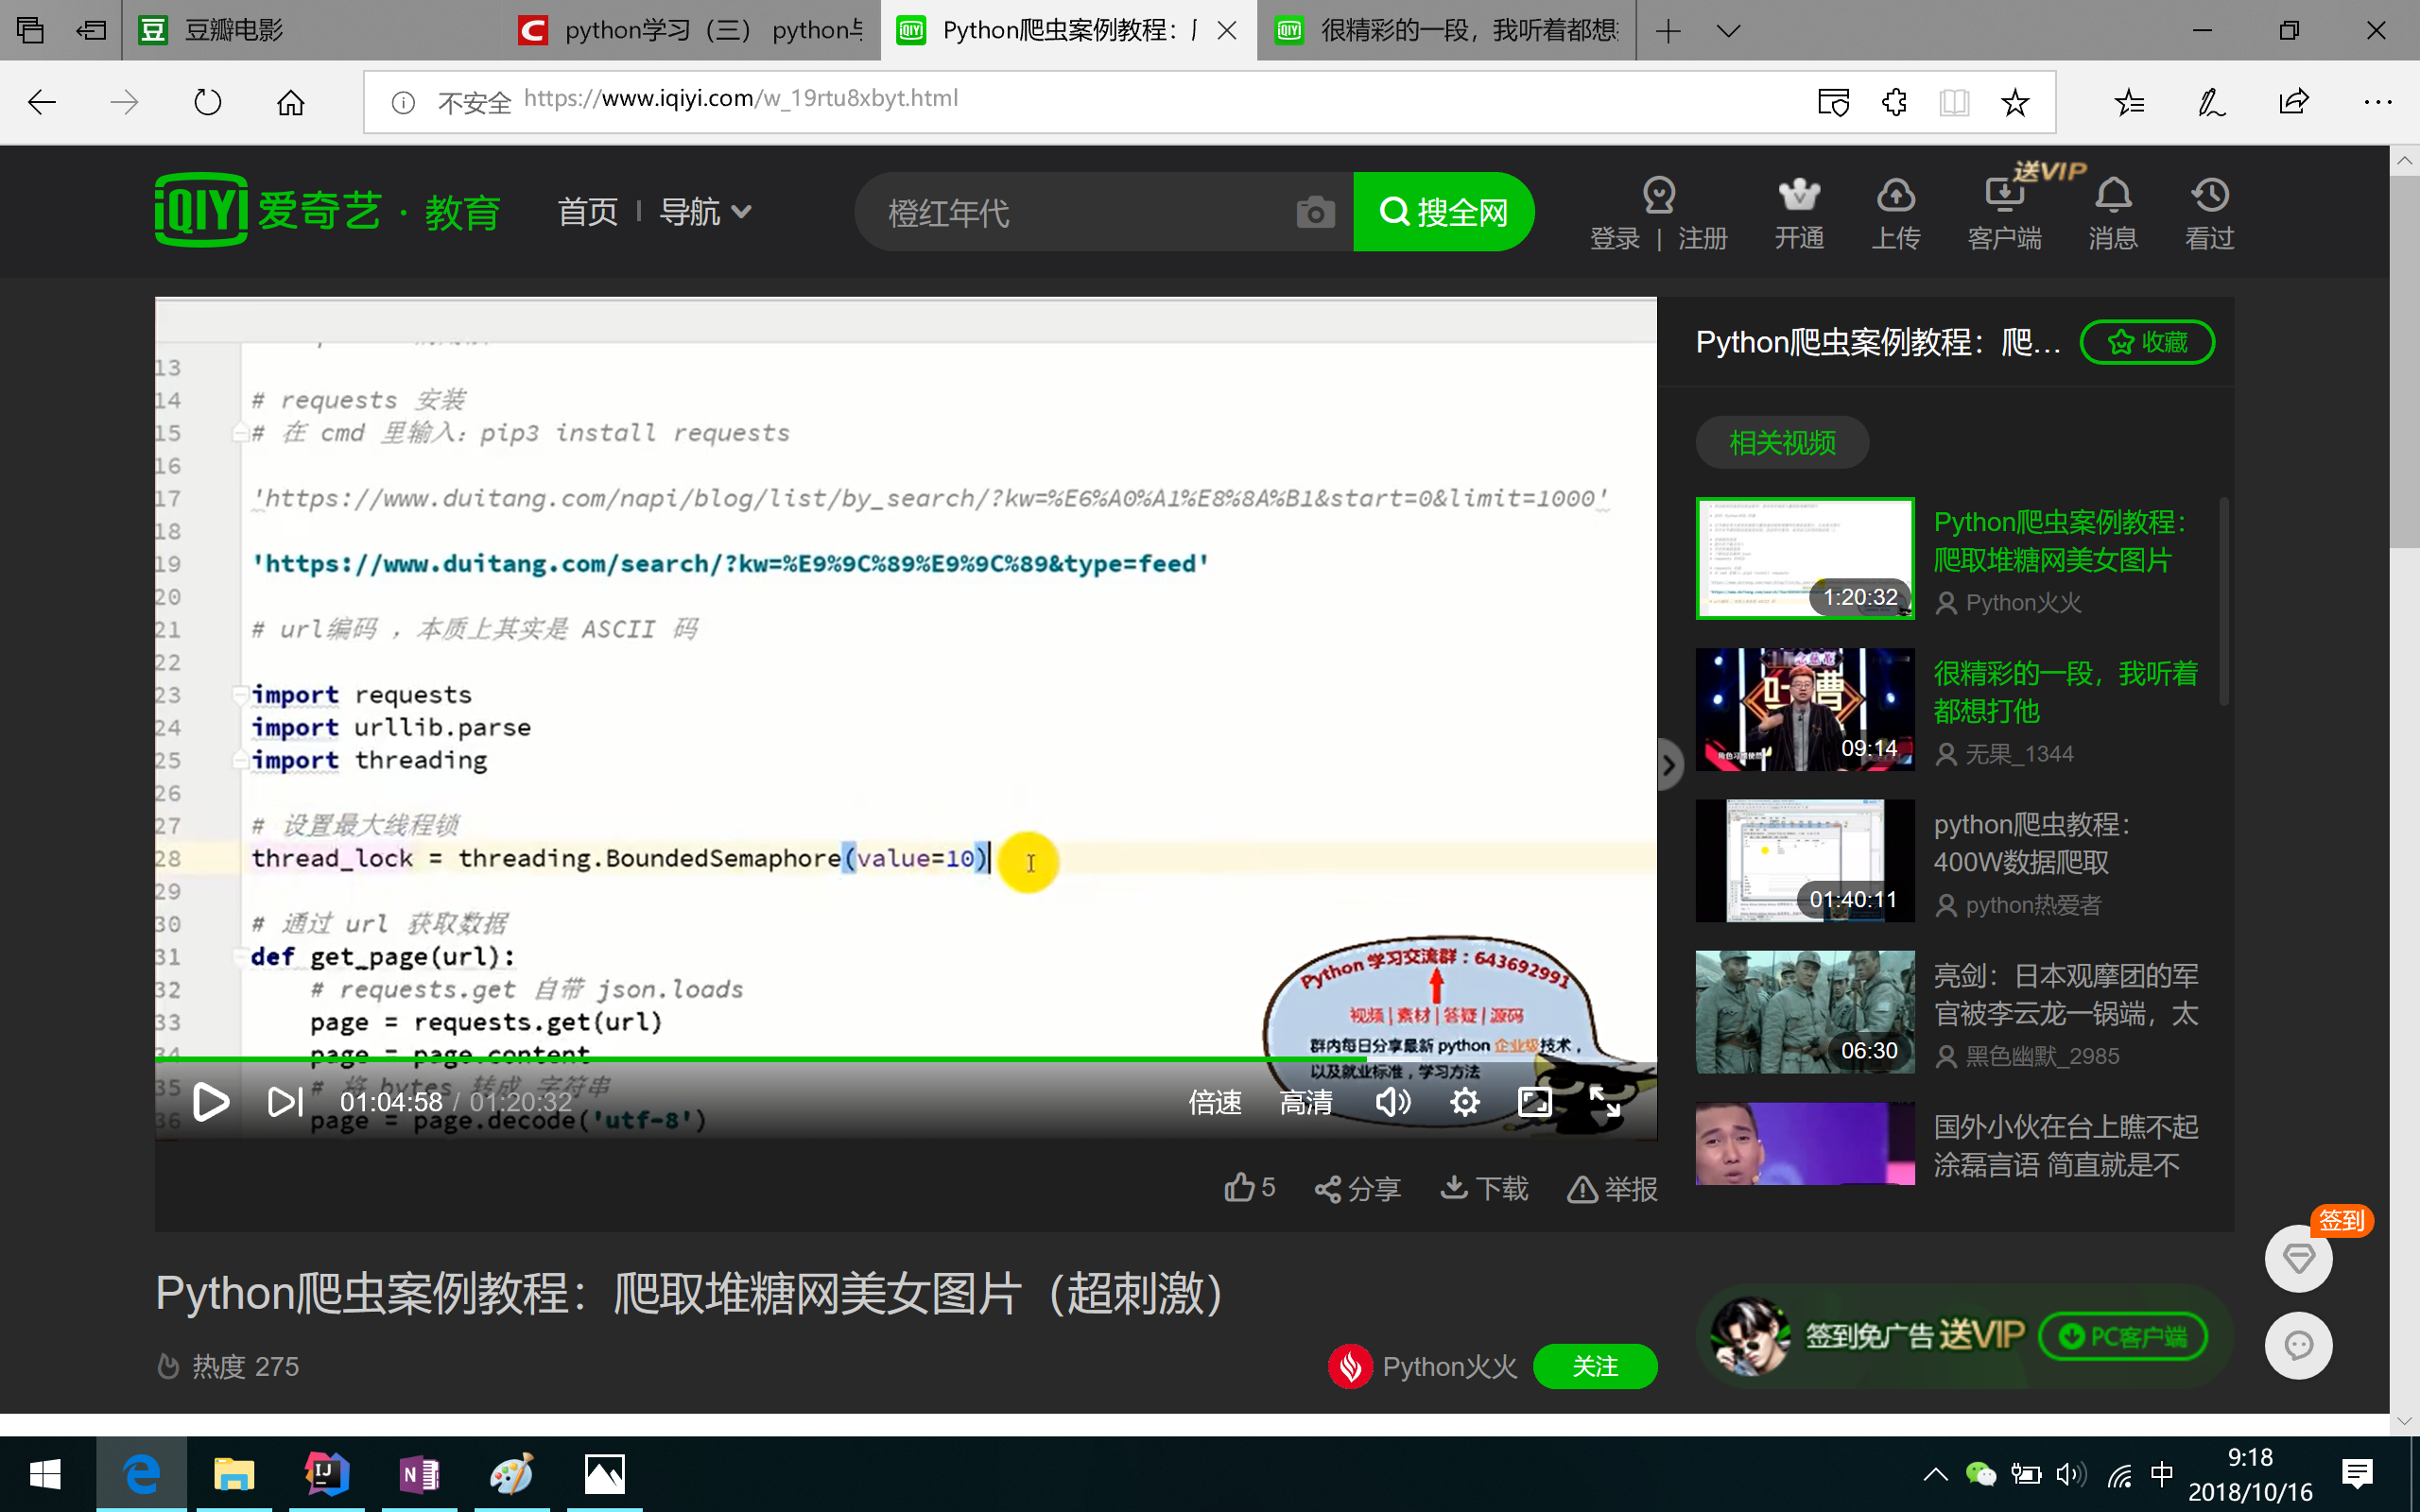 豆瓣电影
python学习（三） python与
Python爬虫案例教程：
很精彩的一段，我听着都想
不安全 https://www.iqiyi.com/w_19rtu8xbyt.html
iQIYI 爱奇艺·教育
首页 | 导航
橙红年代
搜全网
登录 | 注册
开通
上传
送VIP
客户端
消息
看过
13
14 # requests 安装
15 # 在 cmd 里输入：pip3 install requests
16
17 'https://www.duitang.com/napi/blog/list/by_search/?kw=%E6%A0%A1%E8%8A%B1&start=0&limit=1000'
18
19 'https://www.duitang.com/search/?kw=%E9%9C%89%E9%9C%89&type=feed'
20
21 # url编码 ，本质上其实是 ASCII 码
22
23 import requests
24 import urllib.parse
25 import threading
26
27 # 设置最大线程锁
28 thread_lock = threading.BoundedSemaphore(value=10)
29
30 # 通过 url 获取数据
31 def get_page(url):
32 # requests.get 自带 json.loads
33 page = requests.get(url)
34 page = page.content
35 # 将 bytes 转成 字符串
36 page = page.decode('utf-8')
Python 学习交流群：643692991
视频 | 素材 | 答疑 | 源码
群内每日分享最新 python 企业级技术，
以及就业标准，学习方法
01:04:58 / 01:20:32
倍速
高清
5
分享
下载
举报
Python爬虫案例教程：爬取堆糖网美女图片（超刺激）
热度 275
Python火火
关注
Python爬虫案例教程：爬...
收藏
相关视频
1:20:32
Python爬虫案例教程：
爬取堆糖网美女图片
Python火火
吐槽
09:14
很精彩的一段，我听着
都想打他
无果_1344
01:40:11
python爬虫教程：
400W数据爬取
python热爱者
06:30
亮剑：日本观摩团的军
官被李云龙一锅端，太
黑色幽默_2985
国外小伙在台上瞧不起
涂磊言语 简直就是不
签到
签到免广告 送VIP
PC客户端
中
9:18
2018/10/16